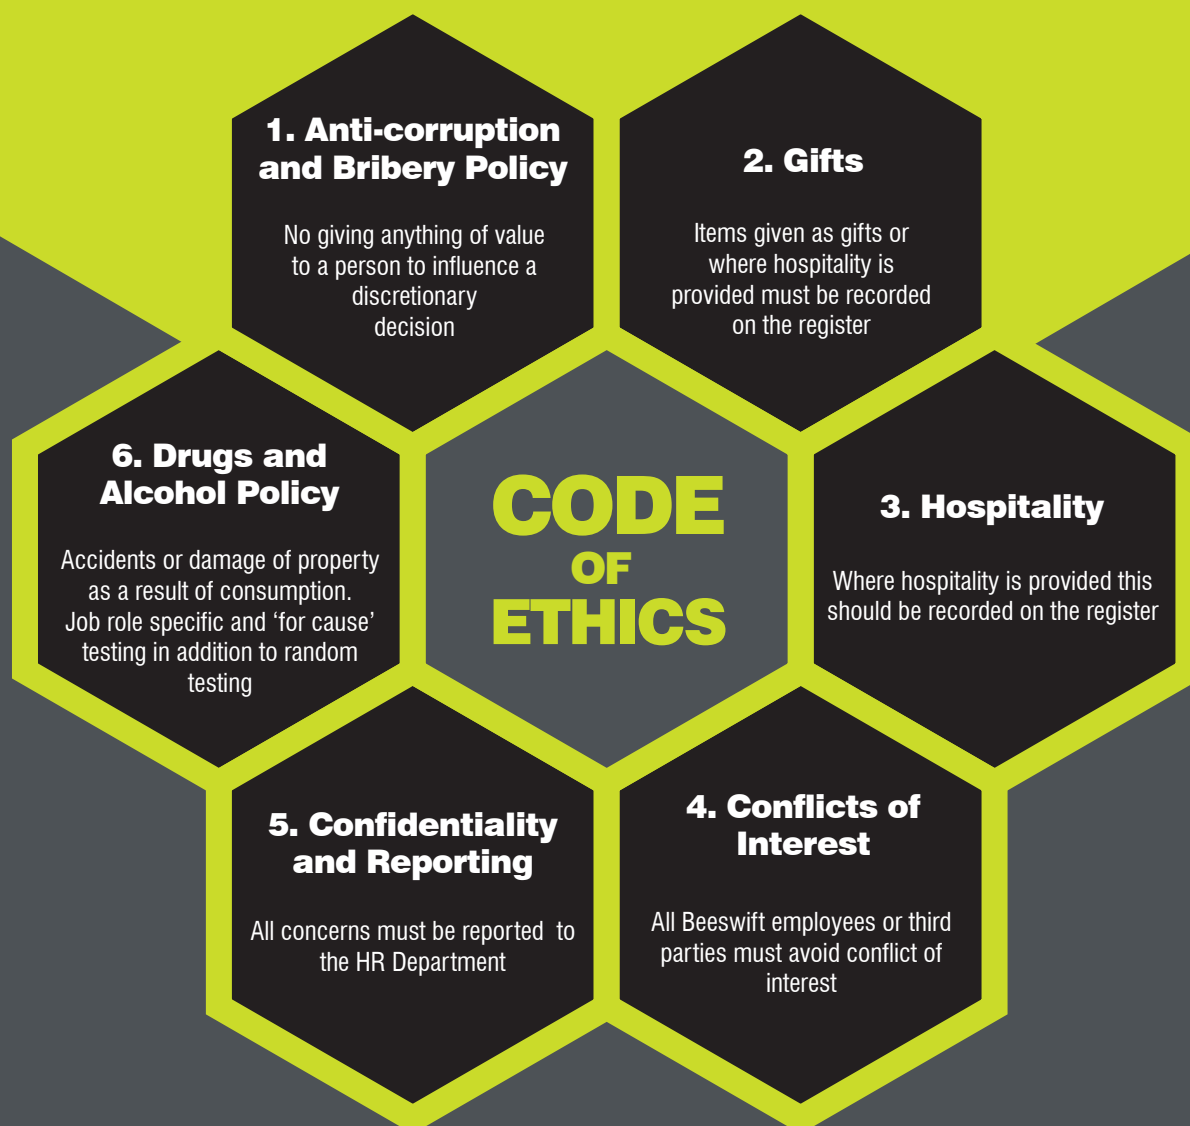 1. Anti-corruption
and Bribery Policy
No giving anything of value
to a person to influence a
discretionary
decision
2. Gifts
Items given as gifts or
where hospitality is
provided must be recorded
on the register
6. Drugs and
Alcohol Policy
Accidents or damage of property
as a result of consumption.
Job role specific and ‘for cause’
testing in addition to random
testing
CODE
OF
ETHICS
3. Hospitality
Where hospitality is provided this
should be recorded on the register
5. Confidentiality
and Reporting
All concerns must be reported  to
the HR Department
4. Conflicts of
Interest
All Beeswift employees or third
parties must avoid conflict of
interest